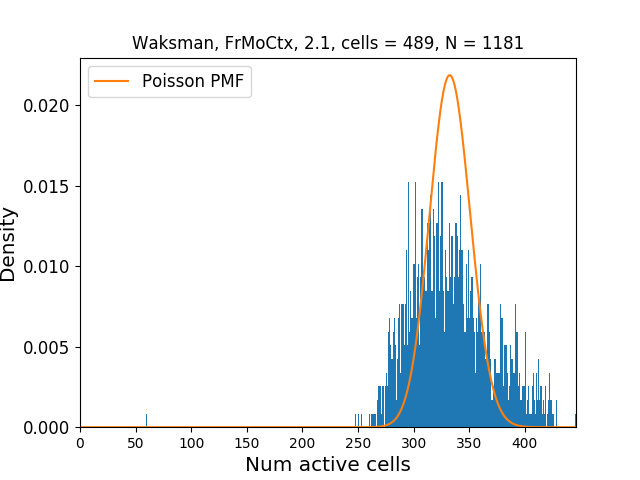 Waksman, FrMoCtx, 2.1, cells = 489, N = 1181
Poisson PMF
Density
0.020
0.015
0.010
0.005
0.000
0 50 100 150 200 250 300 350 400
Num active cells